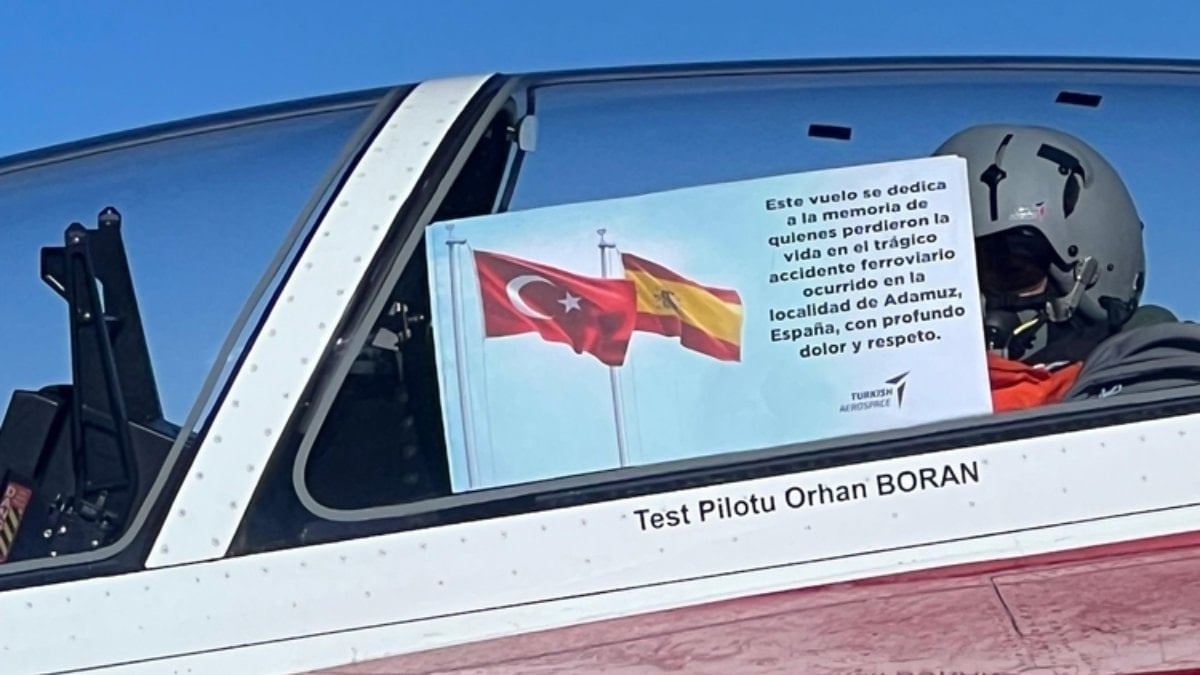 Este vuelo se dedica
a la memoria de
quienes perdieron la
vida en el trágico
accidente ferroviario
ocurrido en la
localidad de Adamuz,
España, con profundo
dolor y respeto.
TURKISH
AEROSPACE
Test Pilotu Orhan BORAN